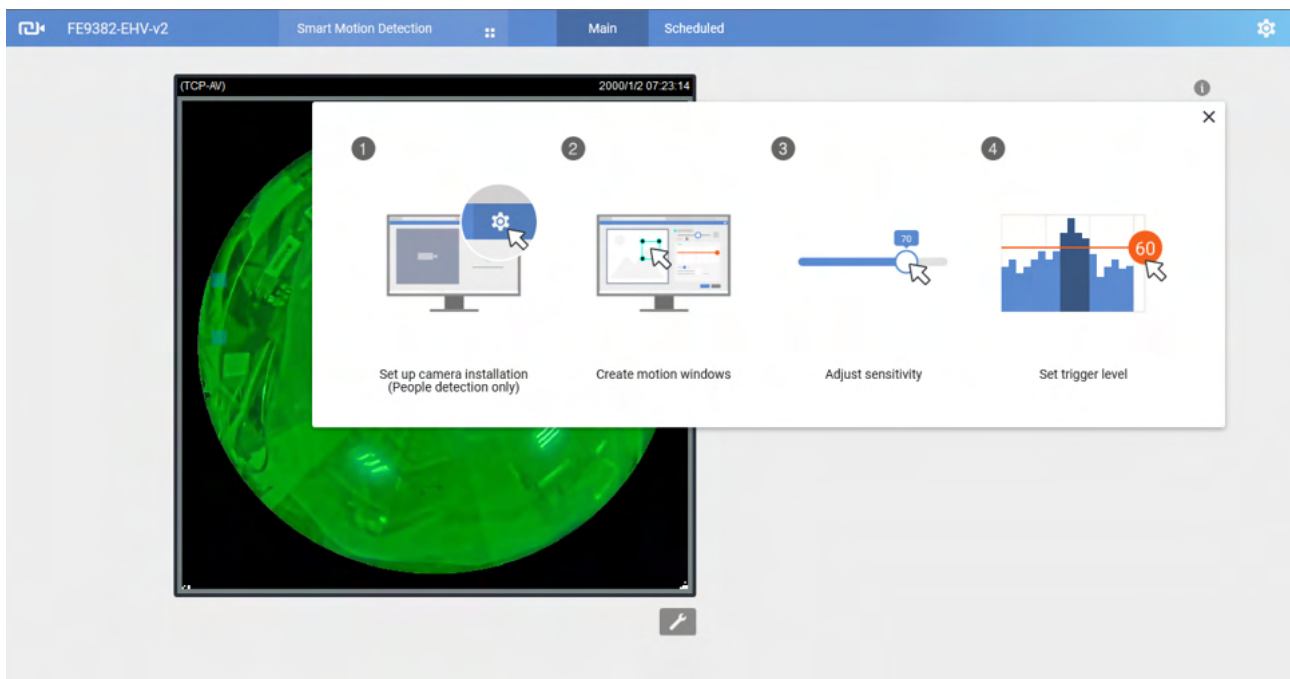 FE9382-EHV-v2 Smart Motion Detection Main Scheduled
(TCP-AV) 2000/1/2 07:23:14
1 2 3 4
70
60
Set up camera installation
(People detection only)
Create motion windows
Adjust sensitivity
Set trigger level